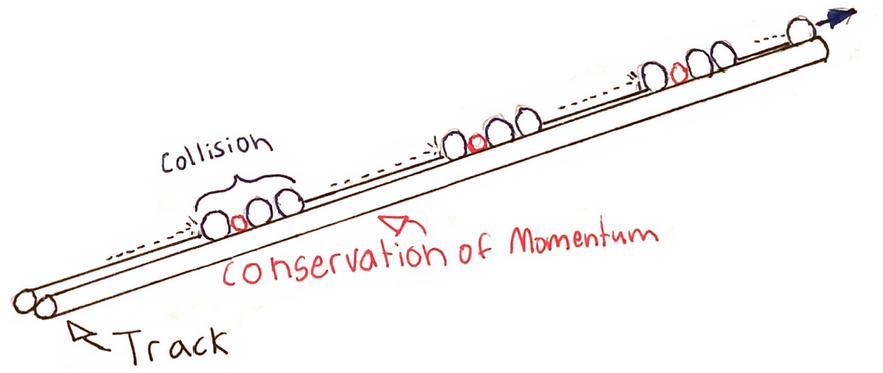 Collision
Conservation of Momentum
Track